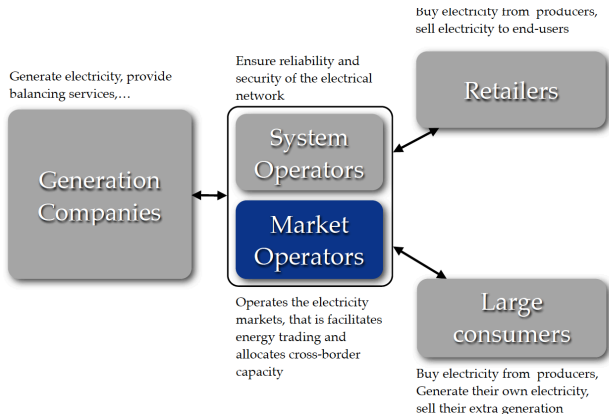 Buy electricity from producers,
sell electricity to end-users
Generate electricity, provide
balancing services,...
Ensure reliability and
security of the electrical
network
Retailers
System
Operators
Generation
Companies
Market
Operators
Operates the electricity
markets, that is facilitates
energy trading and
allocates cross-border
capacity
Large
consumers
Buy electricity from producers,
Generate their own electricity,
sell their extra generation